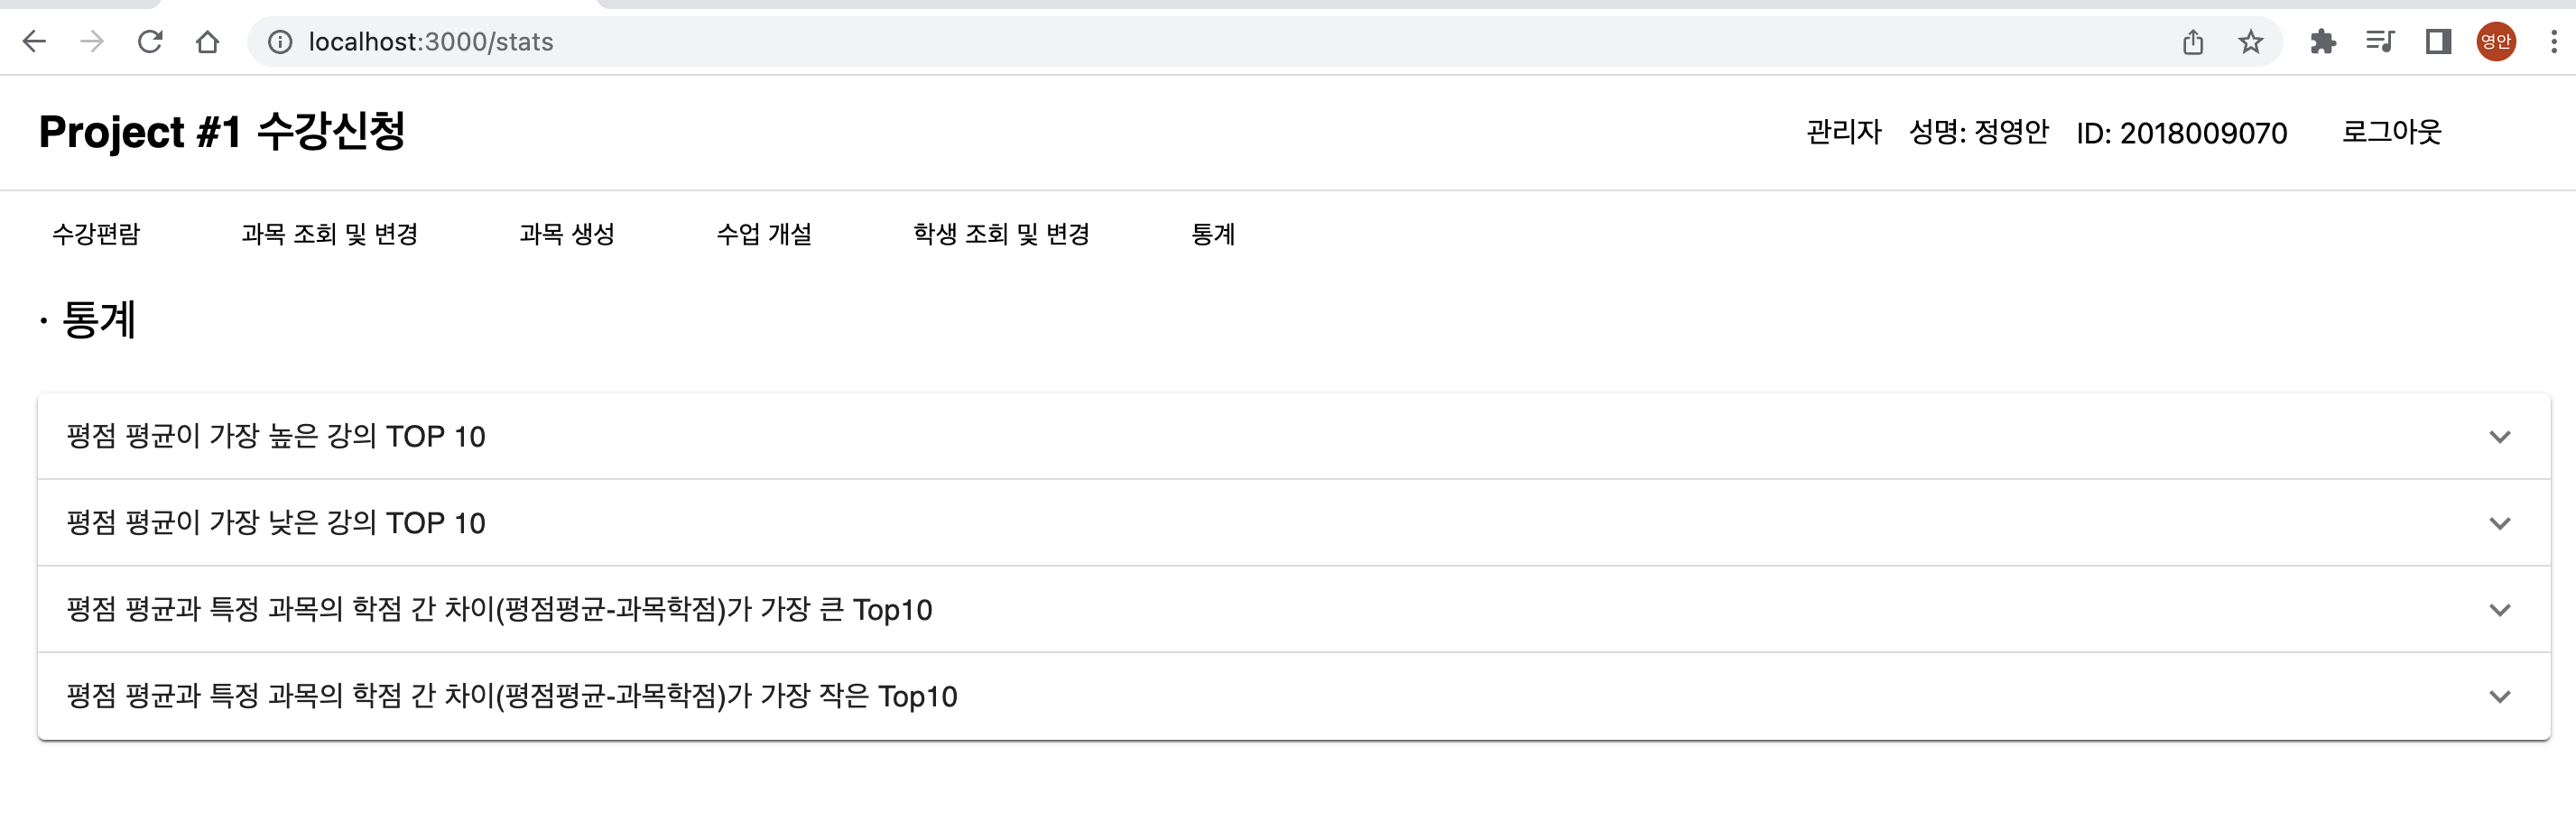 localhost:3000/stats
영안
Project #1 수강신청
관리자 성명: 정영안 ID: 2018009070 로그아웃
수강편람 과목 조회 및 변경 과목 생성 수업 개설 학생 조회 및 변경 통계
· 통계
평점 평균이 가장 높은 강의 TOP 10
평점 평균이 가장 낮은 강의 TOP 10
평점 평균과 특정 과목의 학점 간 차이(평점평균-과목학점)가 가장 큰 Top10
평점 평균과 특정 과목의 학점 간 차이(평점평균-과목학점)가 가장 작은 Top10